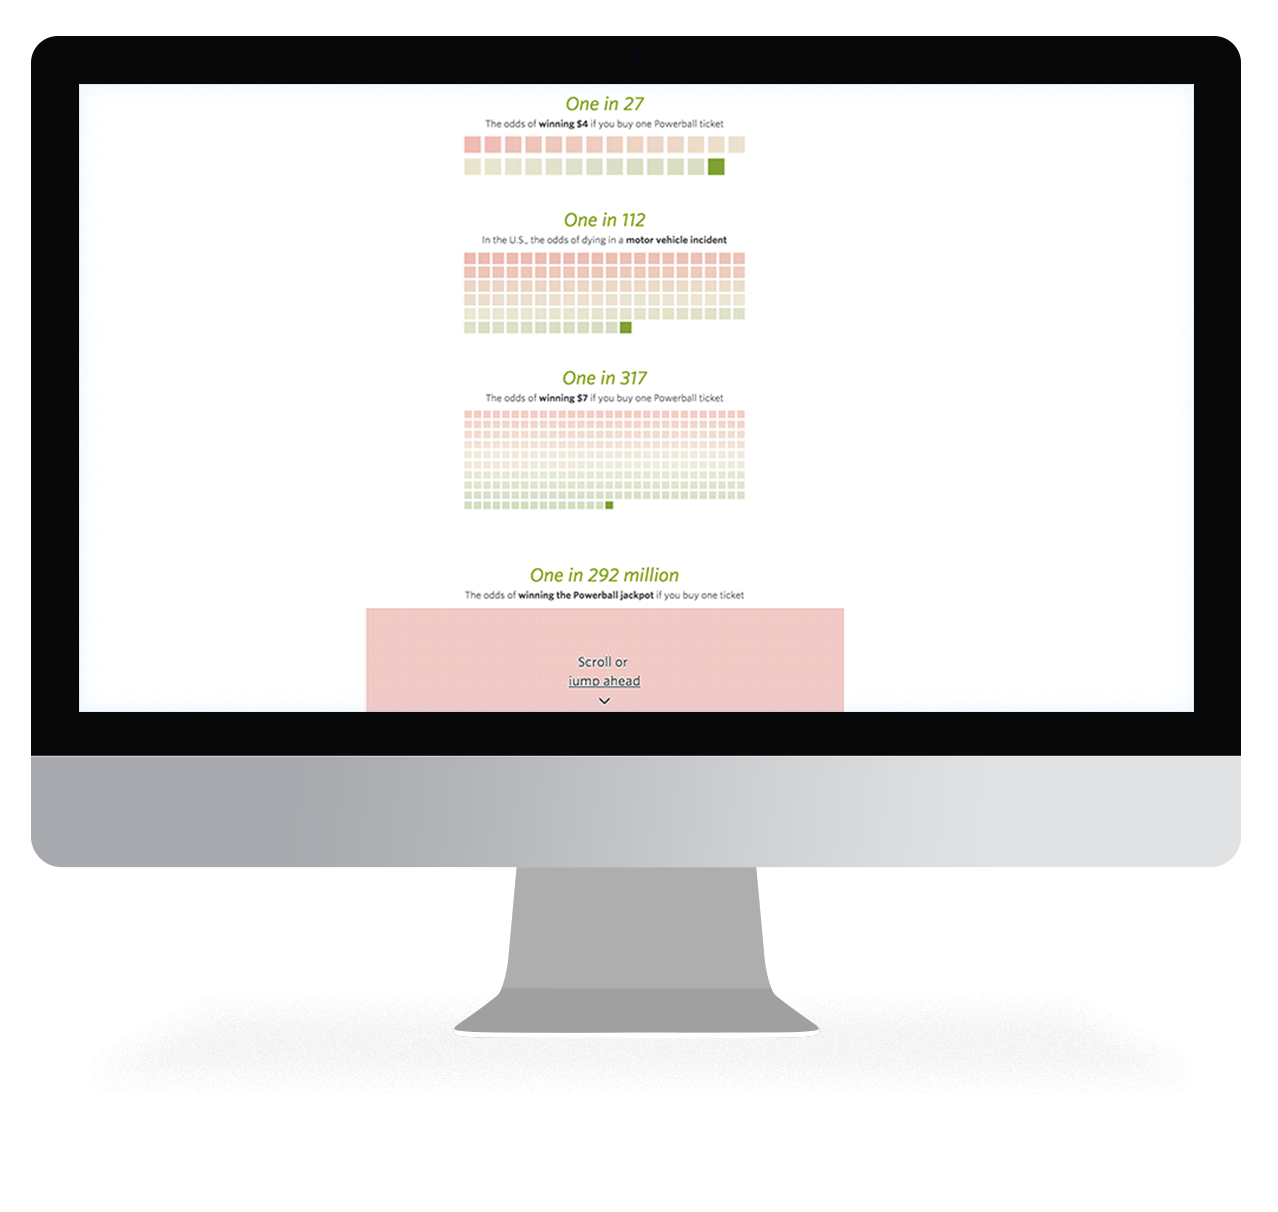 One in 27
The odds of winning $4 if you buy one Powerball ticket
One in 112
In the U.S., the odds of dying in a motor vehicle incident
One in 317
The odds of winning $7 if you buy one Powerball ticket
One in 292 million
The odds of winning the Powerball jackpot if you buy one ticket
Scroll or
jump ahead